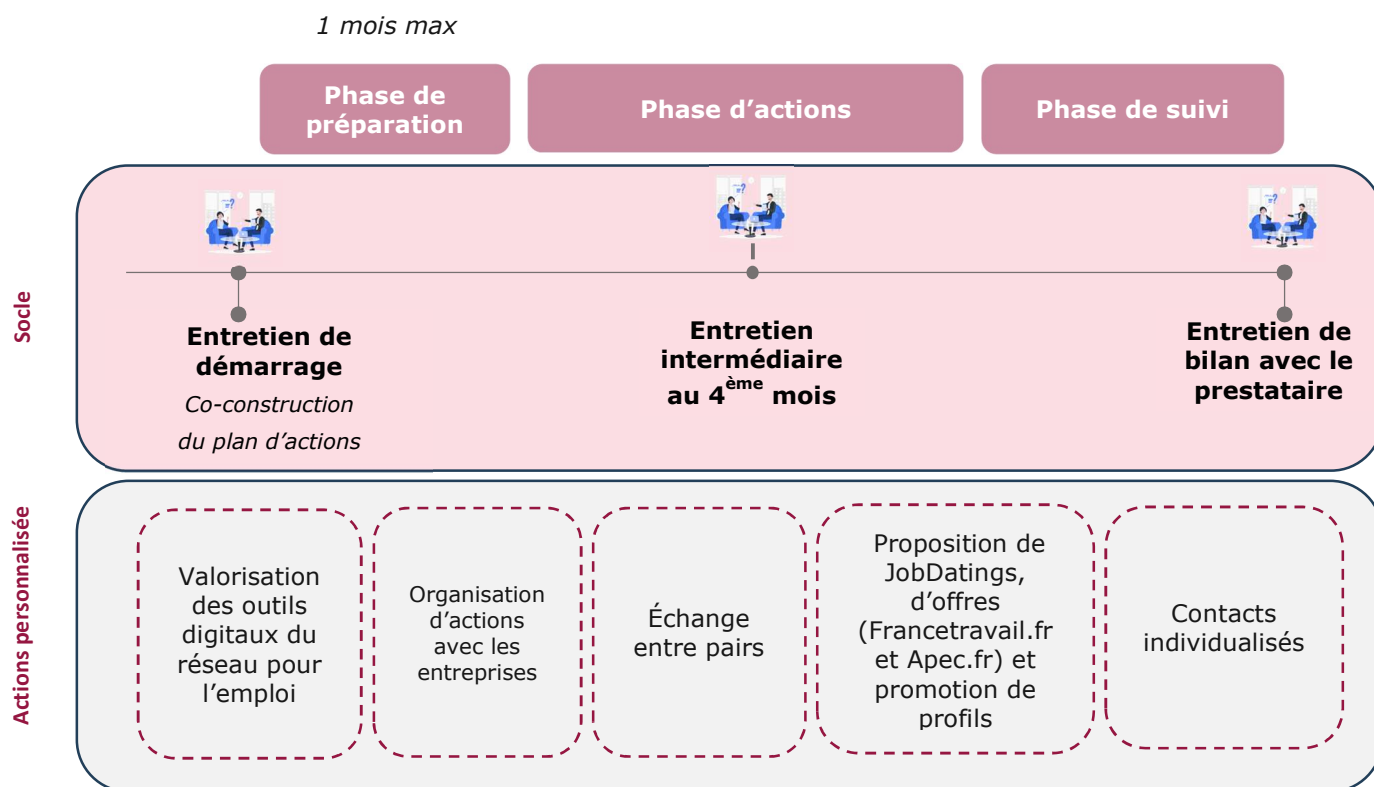 1 mois max
Phase de
préparation
Phase d’actions
Phase de suivi
Socle
Entretien de
démarrage
Co-construction
du plan d’actions
Entretien
intermédiaire
au 4ème mois
Entretien de
bilan avec le
prestataire
Actions personnalisée
Valorisation
des outils
digitaux du
réseau pour
l’emploi
Organisation
d’actions
avec les
entreprises
Échange
entre pairs
Proposition de
JobDatings,
d’offres
(Francetravail.fr
et Apec.fr) et
promotion de
profils
Contacts
individualisés